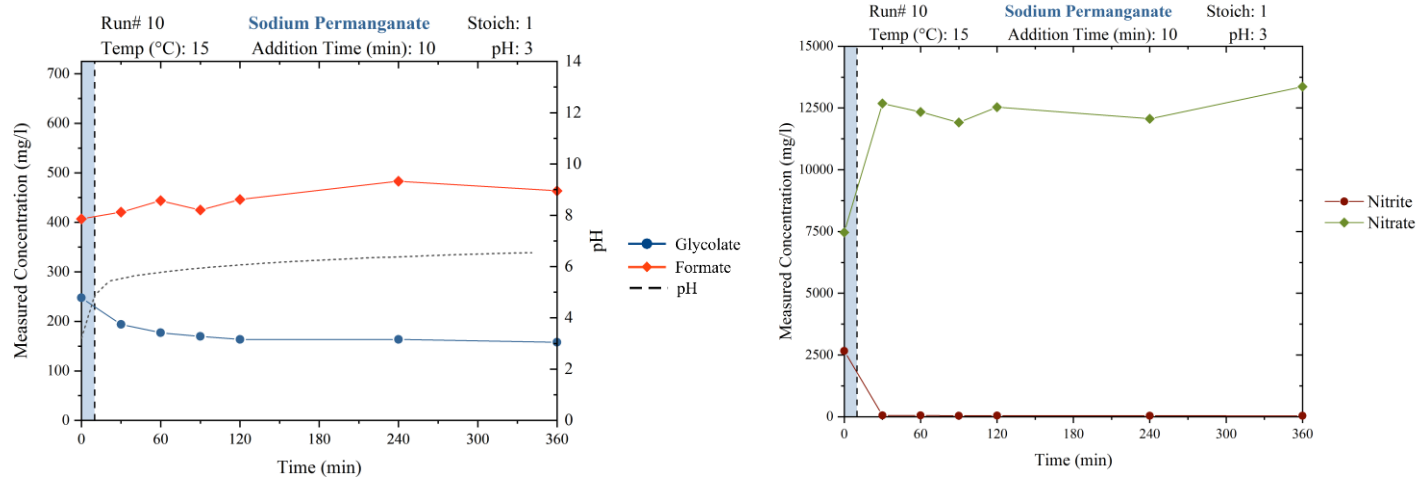 Run# 10 Sodium Permanganate Stoich: 1
Temp (°C): 15 Addition Time (min): 10 pH: 3
700
600
500
400
300
200
100
0
Measured Concentration (mg/l)
14
12
10
8
6
4
2
0
pH
0 60 120 180 240 300 360
Time (min)
Glycolate
Formate
pH
Run# 10 Sodium Permanganate Stoich: 1
Temp (°C): 15 Addition Time (min): 10 pH: 3
15000
12500
10000
7500
5000
2500
0
Measured Concentration (mg/l)
0 60 120 180 240 300 360
Time (min)
Nitrite
Nitrate